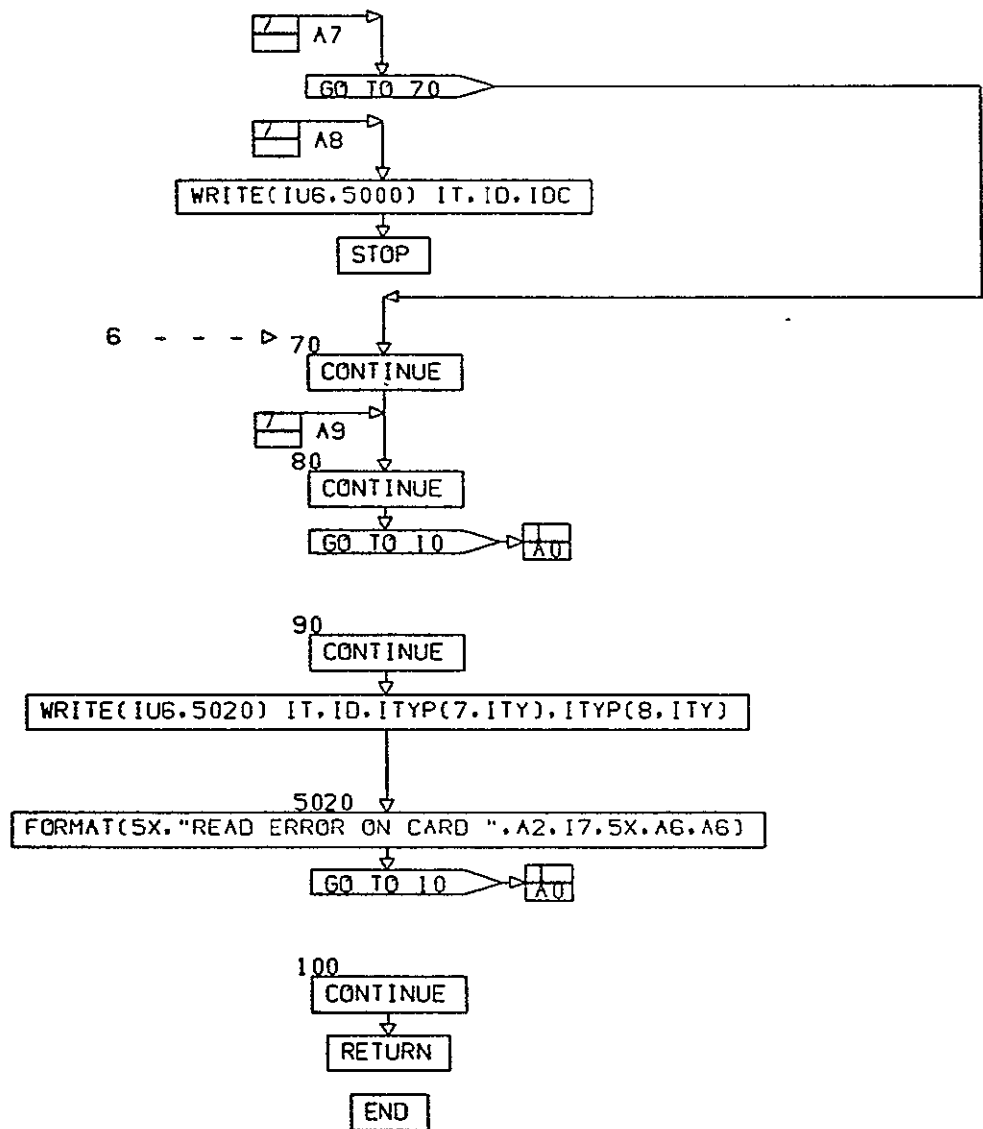 7 A7
GO TO 70
7 A8
WRITE(IU6.5000) IT.ID.IDC
STOP
6 - - -
70
CONTINUE
7 A9
80
CONTINUE
GO TO 10
1
A0
90
CONTINUE
WRITE(IU6.5020) IT.ID.ITYP(7.ITY).ITYP(8.ITY)
5020
FORMAT(5X."READ ERROR ON CARD ".A2.I7.5X.A6.A6)
GO TO 10
1
A0
100
CONTINUE
RETURN
END